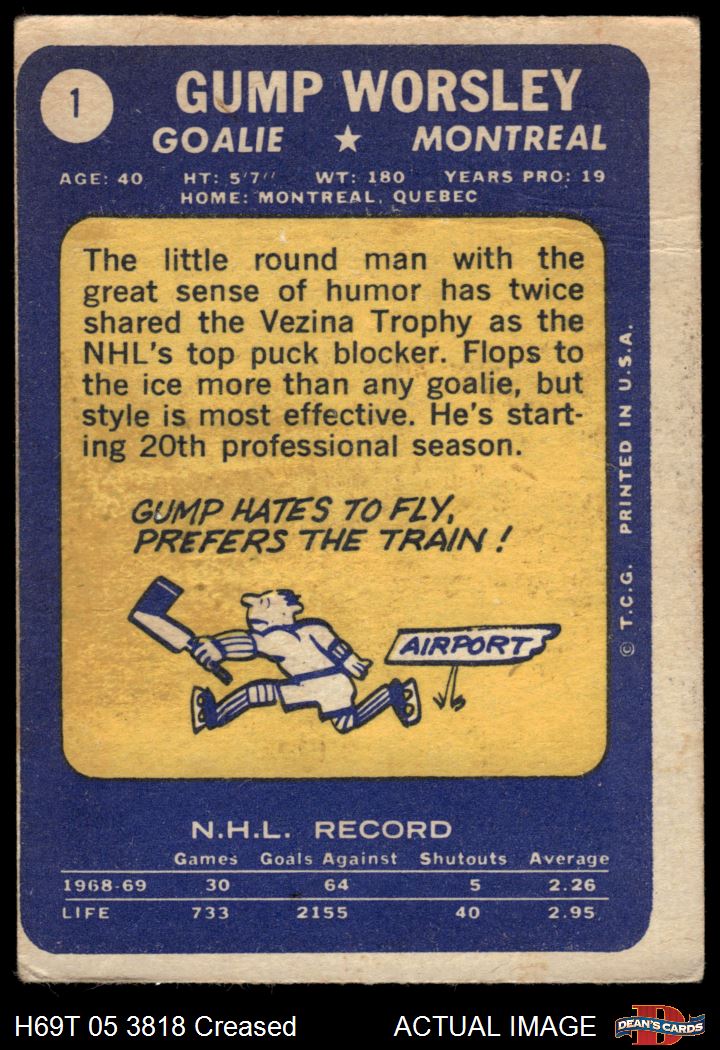 1
GUMP WORSLEY
GOALIE ★ MONTREAL
AGE: 40 HT: 5'7'' WT: 180 YEARS PRO: 19
HOME: MONTREAL, QUEBEC
The little round man with the
great sense of humor has twice
shared the Vezina Trophy as the
NHL's top puck blocker. Flops to
the ice more than any goalie, but
style is most effective. He's start-
ing 20th professional season.
GUMP HATES TO FLY,
PREFERS THE TRAIN!
AIRPORT
© T.C.G. PRINTED IN U.S.A.
N.H.L. RECORD
Games Goals Against Shutouts Average
1968-69 30 64 5 2.26
LIFE 733 2155 40 2.95
H69T 05 3818 Creased ACTUAL IMAGE
D
DEAN'S CARDS